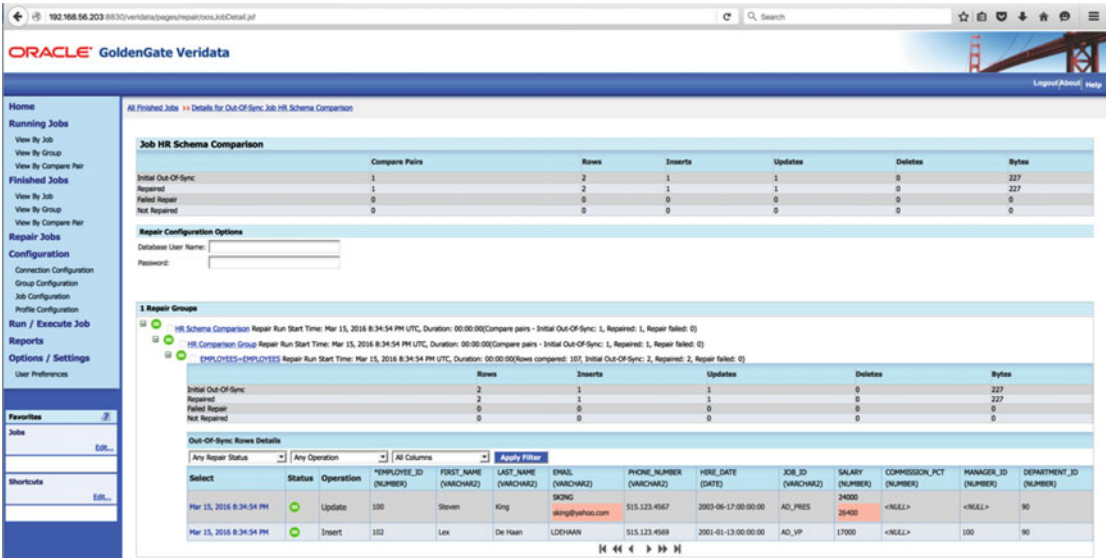 192.168.56.203:8830/veridata/pages/repair/oosJobDetail.jsf
Search
ORACLE GoldenGate Veridata
Logout About Help
Home
Running Jobs
View By Job
View By Group
View By Compare Pair
Finished Jobs
View By Job
View By Group
View By Compare Pair
Repair Jobs
Configuration
Connection Configuration
Group Configuration
Job Configuration
Profile Configuration
Run / Execute Job
Reports
Options / Settings
User Preferences
Favorites
Jobs
Edit...
Shortcuts
Edit...
All Finished Jobs >> Details for Out-Of-Sync Job HR Schema Comparison
Job HR Schema Comparison
Compare Pairs Rows Inserts Updates Deletes Bytes
Initial Out-Of-Sync 1 2 1 1 0 227
Repaired 1 2 1 1 0 227
Failed Repair 0 0 0 0 0 0
Not Repaired 0 0 0 0 0 0
Repair Configuration Options
Database User Name:
Password:
1 Repair Groups
HR Schema Comparison Repair Run Start Time: Mar 15, 2016 8:34:54 PM UTC, Duration: 00:00:00(Compare pairs - Initial Out-Of-Sync: 1, Repaired: 1, Repair failed: 0)
HR Comparison Group Repair Run Start Time: Mar 15, 2016 8:34:54 PM UTC, Duration: 00:00:00(Compare pairs - Initial Out-Of-Sync: 1, Repaired: 1, Repair failed: 0)
EMPLOYEES=EMPLOYEES Repair Run Start Time: Mar 15, 2016 8:34:54 PM UTC, Duration: 00:00:00(Rows compared: 107, Initial Out-Of-Sync: 2, Repaired: 2, Repair failed: 0)
Rows Inserts Updates Deletes Bytes
Initial Out-Of-Sync 2 1 1 0 227
Repaired 2 1 1 0 227
Failed Repair 0 0 0 0 0
Not Repaired 0 0 0 0 0
Out-Of-Sync Rows Details
Any Repair Status Any Operation All Columns Apply Filter
Select Status Operation *EMPLOYEE_ID (NUMBER) FIRST_NAME (VARCHAR2) LAST_NAME (VARCHAR2) EMAIL (VARCHAR2) PHONE_NUMBER (VARCHAR2) HIRE_DATE (DATE) JOB_ID (VARCHAR2) SALARY (NUMBER) COMMISSION_PCT (NUMBER) MANAGER_ID (NUMBER) DEPARTMENT_ID (NUMBER)
Mar 15, 2016 8:34:54 PM Update 100 Steven King SKING sking@yahoo.com 515.123.4567 2003-06-17:00:00:00 AD_PRES 24000 26400 <NULL> <NULL> 90
Mar 15, 2016 8:34:54 PM Insert 102 Lex De Haan LDEHAAN 515.123.4569 2001-01-13:00:00:00 AD_VP 17000 <NULL> 100 90